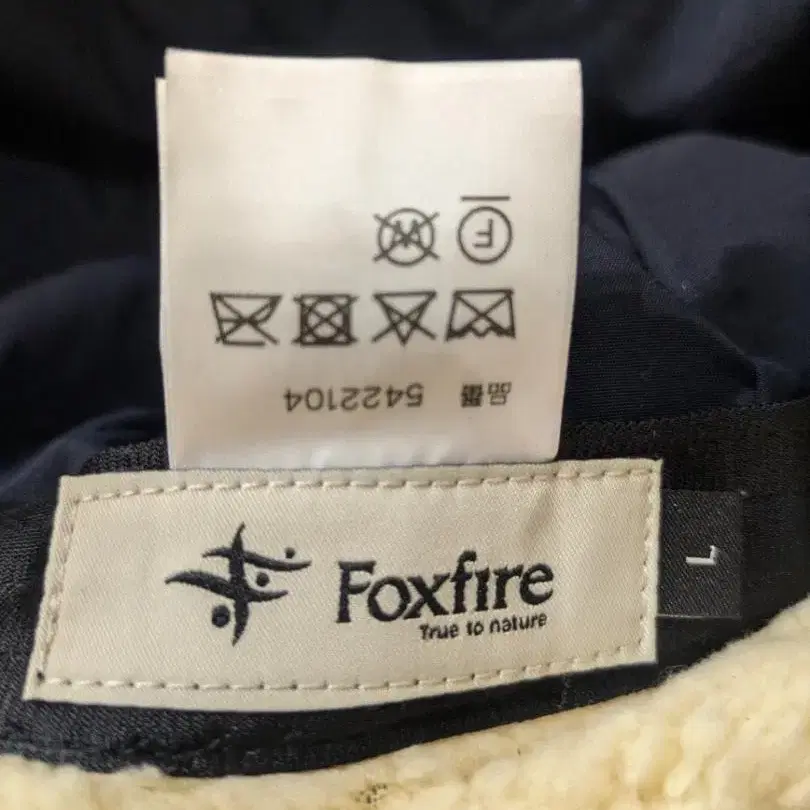 品番 5422104
F W
Foxfire
True to nature
L